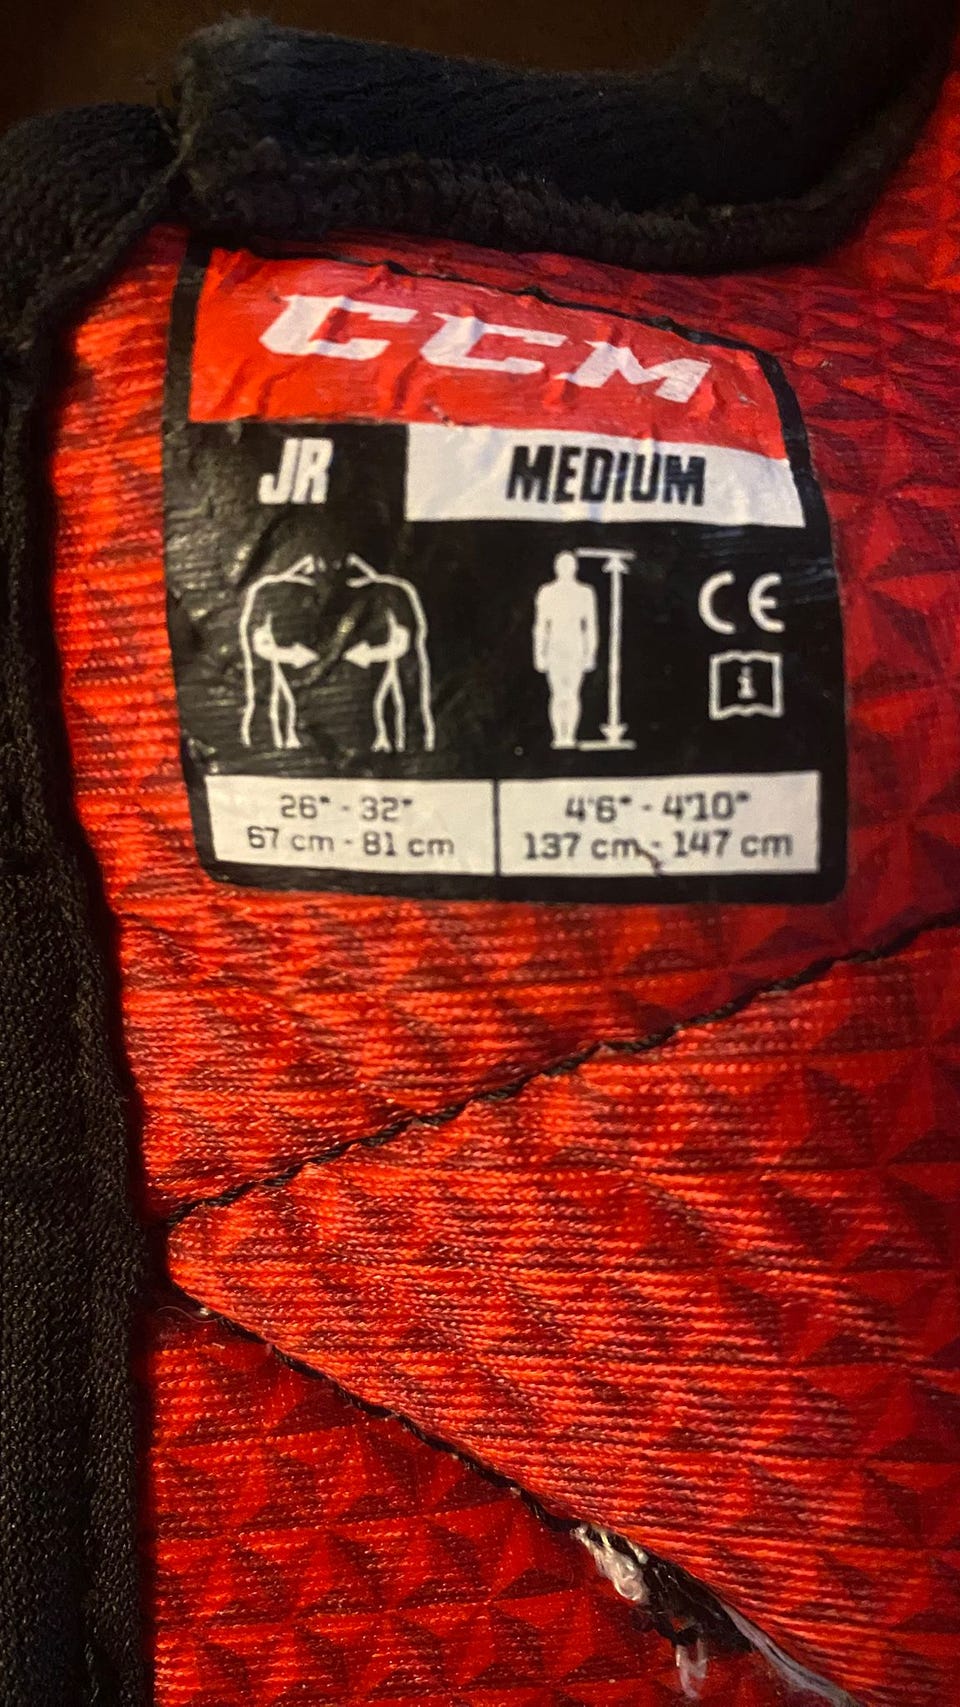 CCM
JR MEDIUM
CE
i
26" - 32" 4'6" - 4'10"
67 cm - 81 cm 137 cm - 147 cm